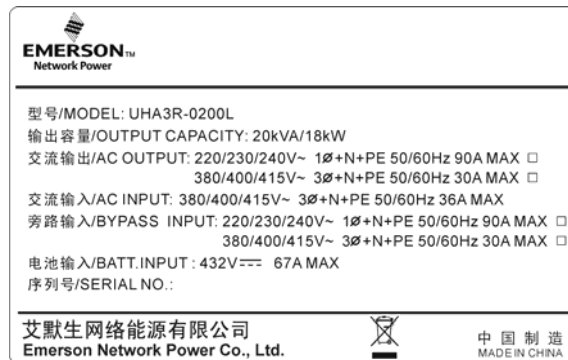 EMERSON™
Network Power
型号/MODEL: UHA3R-0200L
输出容量/OUTPUT CAPACITY: 20kVA/18kW
交流输出/AC OUTPUT: 220/230/240V~ 1ø+N+PE 50/60Hz 90A MAX □
380/400/415V~ 3ø+N+PE 50/60Hz 30A MAX □
交流输入/AC INPUT: 380/400/415V~ 3ø+N+PE 50/60Hz 36A MAX
旁路输入/BYPASS INPUT: 220/230/240V~ 1ø+N+PE 50/60Hz 90A MAX □
380/400/415V~ 3ø+N+PE 50/60Hz 30A MAX □
电池输入/BATT.INPUT : 432V⎓ 67A MAX
序列号/SERIAL NO.:
艾默生网络能源有限公司
Emerson Network Power Co., Ltd.
中国制造
MADE IN CHINA